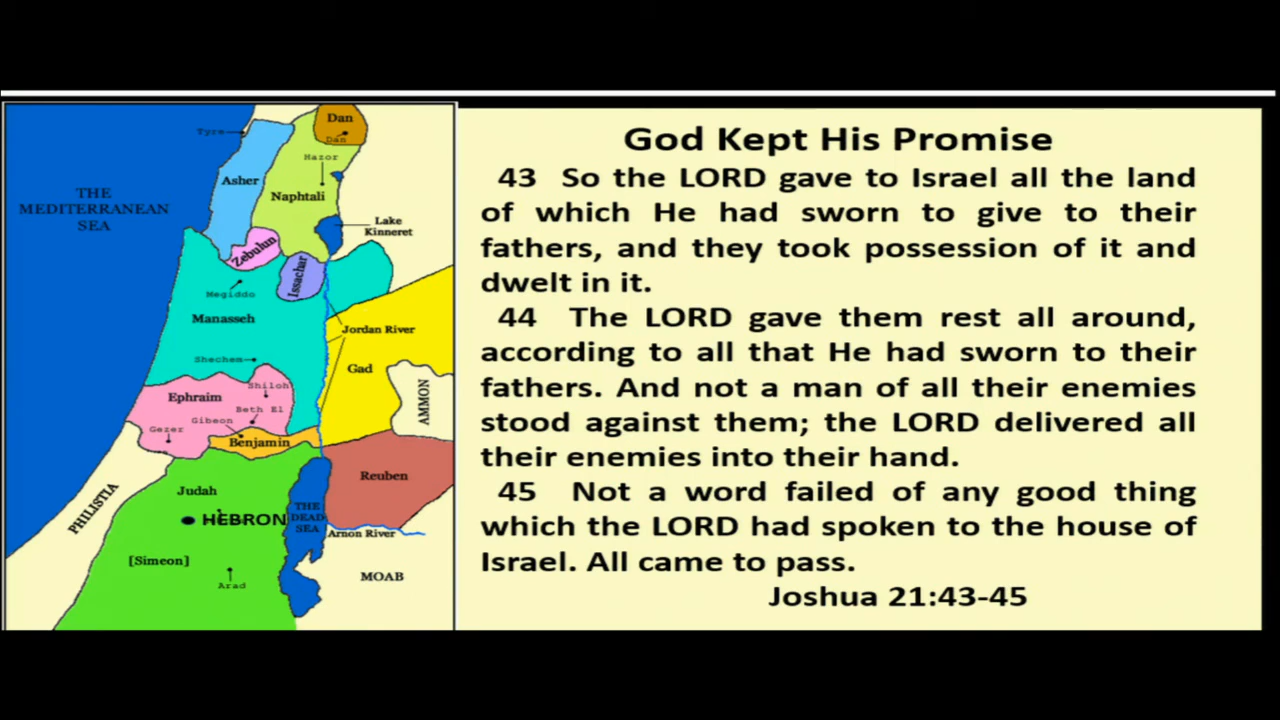 Dan
Tyre
Dan
Hazor
Asher
Naphtali
THE
MEDITERRANEAN
SEA
Lake
Kinneret
Zebulun
Issachar
Megiddo
Manasseh
Jordan River
Shechem
Gad
Shiloh
AMMON
Ephraim
Beth El
Gibeon
Gezer
Benjamin
Reuben
Judah
PHILISTIA
HEBRON
THE
DEAD
SEA
Arnon River
[Simeon]
MOAB
Arad
God Kept His Promise
43 So the LORD gave to Israel all the land
of which He had sworn to give to their
fathers, and they took possession of it and
dwelt in it.
44 The LORD gave them rest all around,
according to all that He had sworn to their
fathers. And not a man of all their enemies
stood against them; the LORD delivered all
their enemies into their hand.
45 Not a word failed of any good thing
which the LORD had spoken to the house of
Israel. All came to pass.
Joshua 21:43-45